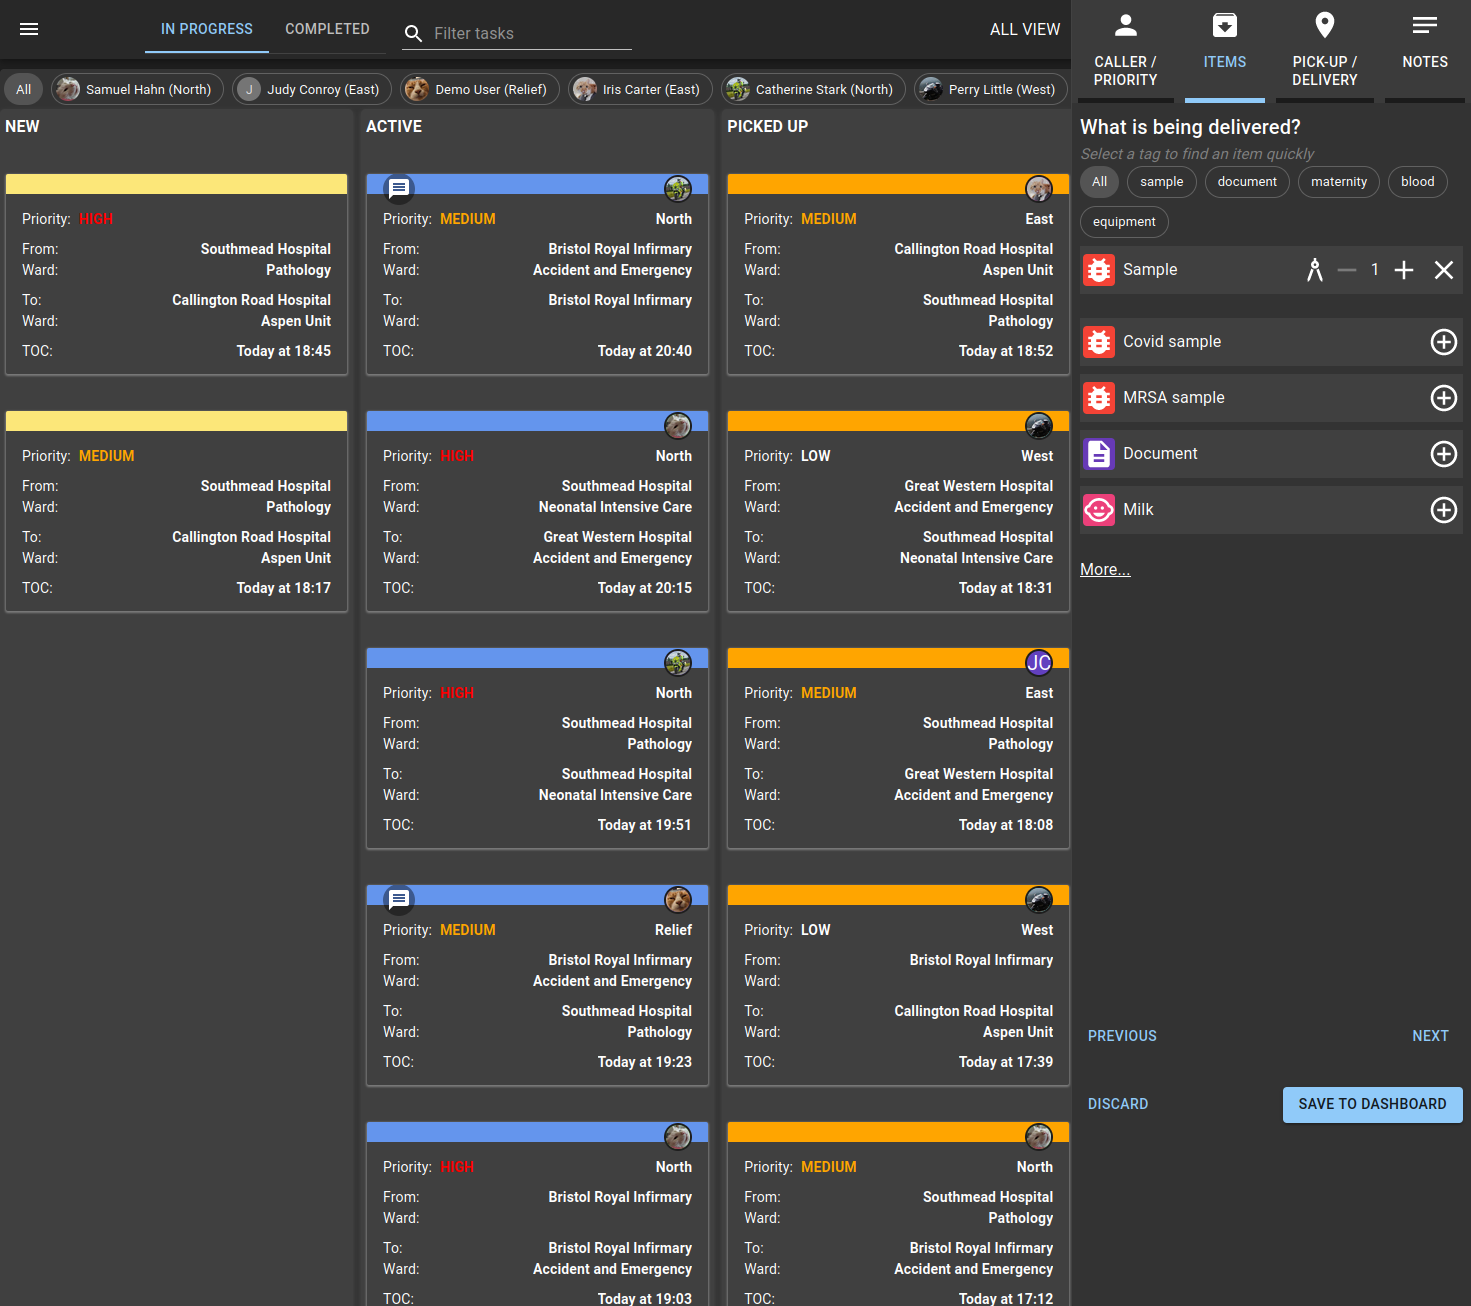 IN PROGRESS
COMPLETED
Filter tasks
ALL VIEW
All
Samuel Hahn (North)
J
Judy Conroy (East)
Demo User (Relief)
Iris Carter (East)
Catherine Stark (North)
Perry Little (West)
NEW
Priority: HIGH
From: Southmead Hospital
Ward: Pathology
To: Callington Road Hospital
Ward: Aspen Unit
TOC: Today at 18:45
Priority: MEDIUM
From: Southmead Hospital
Ward: Pathology
To: Callington Road Hospital
Ward: Aspen Unit
TOC: Today at 18:17
ACTIVE
Priority: MEDIUM North
From: Bristol Royal Infirmary
Ward: Accident and Emergency
To: Bristol Royal Infirmary
Ward:
TOC: Today at 20:40
Priority: HIGH North
From: Southmead Hospital
Ward: Neonatal Intensive Care
To: Great Western Hospital
Ward: Accident and Emergency
TOC: Today at 20:15
Priority: HIGH North
From: Southmead Hospital
Ward: Pathology
To: Southmead Hospital
Ward: Neonatal Intensive Care
TOC: Today at 19:51
Priority: MEDIUM Relief
From: Bristol Royal Infirmary
Ward: Accident and Emergency
To: Southmead Hospital
Ward: Pathology
TOC: Today at 19:23
Priority: HIGH North
From: Bristol Royal Infirmary
Ward:
To: Bristol Royal Infirmary
Ward: Accident and Emergency
TOC: Today at 19:03
PICKED UP
Priority: MEDIUM East
From: Callington Road Hospital
Ward: Aspen Unit
To: Southmead Hospital
Ward: Pathology
TOC: Today at 18:52
Priority: LOW West
From: Great Western Hospital
Ward: Accident and Emergency
To: Southmead Hospital
Ward: Neonatal Intensive Care
TOC: Today at 18:31
JC
Priority: MEDIUM East
From: Southmead Hospital
Ward: Pathology
To: Great Western Hospital
Ward: Accident and Emergency
TOC: Today at 18:08
Priority: LOW West
From: Bristol Royal Infirmary
Ward:
To: Callington Road Hospital
Ward: Aspen Unit
TOC: Today at 17:39
Priority: MEDIUM North
From: Southmead Hospital
Ward: Pathology
To: Bristol Royal Infirmary
Ward: Accident and Emergency
TOC: Today at 17:12
CALLER /
PRIORITY
ITEMS
PICK-UP /
DELIVERY
NOTES
What is being delivered?
Select a tag to find an item quickly
All
sample
document
maternity
blood
equipment
Sample 1
Covid sample
MRSA sample
Document
Milk
More...
PREVIOUS
NEXT
DISCARD
SAVE TO DASHBOARD